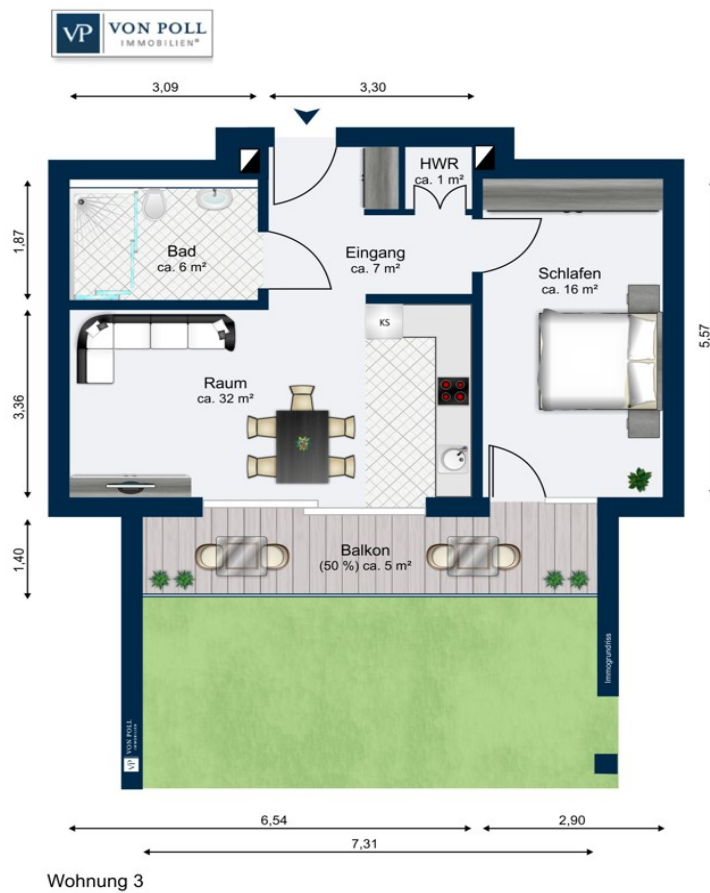 VP VON POLL
IMMOBILIEN®
3,09
3,30
HWR
ca. 1 m²
1,87
Bad
ca. 6 m²
Eingang
ca. 7 m²
Schlafen
ca. 16 m²
5.57
KS
3,36
Raum
ca. 32 m²
1,40
Balkon
(50 %) ca. 5 m²
Immogrundriss
VP VON POLL
IMMOBILIEN
6,54
2,90
7,31
Wohnung 3